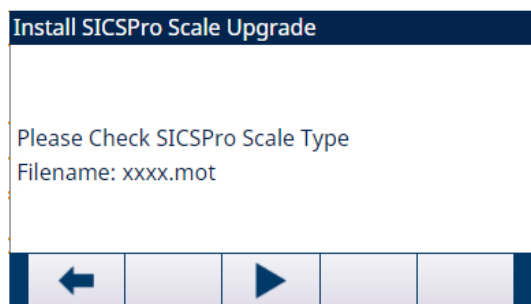 Install SICSPro Scale Upgrade
Please Check SICSPro Scale Type
Filename: xxxx.mot